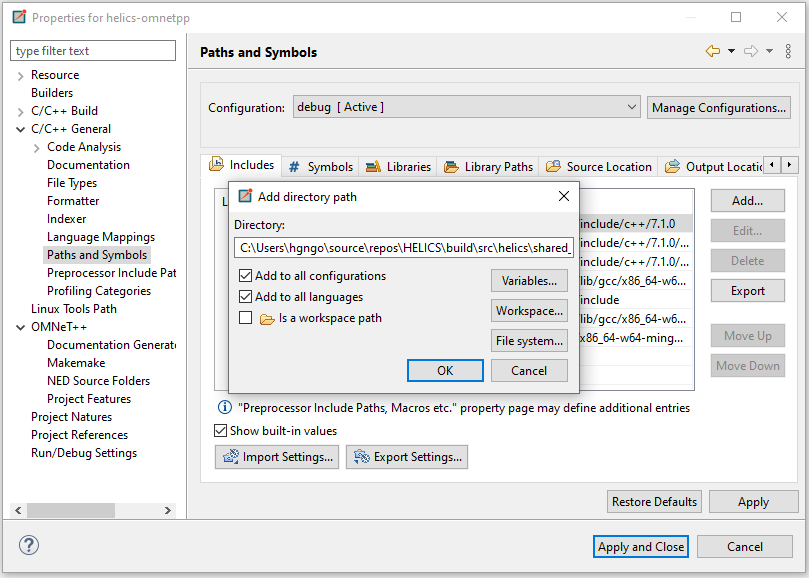 Properties for helics-omnetpp
type filter text
Resource
Builders
C/C++ Build
C/C++ General
Code Analysis
Documentation
File Types
Formatter
Indexer
Language Mappings
Paths and Symbols
Preprocessor Include Pat
Profiling Categories
Linux Tools Path
OMNeT++
Documentation Generato
Makemake
NED Source Folders
Project Features
Project Natures
Project References
Run/Debug Settings
Paths and Symbols
Configuration: debug [ Active ] Manage Configurations...
Includes # Symbols Libraries Library Paths Source Location Output Locatio
Add directory path
Directory:
C:\Users\hgngo\source\repos\HELICS\build\src\helics\shared_
Add to all configurations
Add to all languages
Is a workspace path
Variables...
Workspace...
File system...
OK Cancel
include/c++/7.1.0
include/c++/7.1.0/...
include/c++/7.1.0/...
lib/gcc/x86_64-w6...
include
lib/gcc/x86_64-w6...
x86_64-w64-ming...
Add...
Edit...
Delete
Export
Move Up
Move Down
"Preprocessor Include Paths, Macros etc." property page may define additional entries
Show built-in values
Import Settings... Export Settings...
Restore Defaults Apply
Apply and Close Cancel